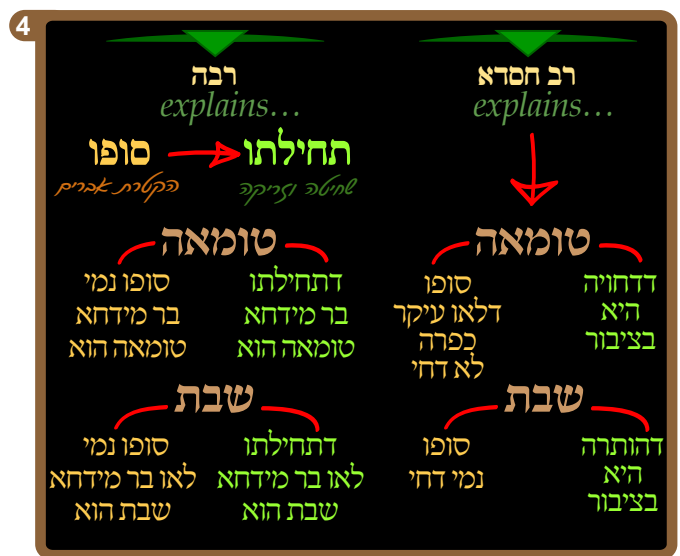 4
רב חסדא
explains...
טומאה
דדחויה
היא
בציבור
סופו
דלאו עיקר
כפרה
לא דחי
שבת
דהותרה
היא
בציבור
סופו
נמי דחי
רבה
explains...
תחילתו
שחיטה וזריקה
סופו
הקטרת אברים
טומאה
דתחילתו
בר מידחא
טומאה הוא
סופו נמי
בר מידחא
טומאה הוא
שבת
דתחילתו
לאו בר מידחא
שבת הוא
סופו נמי
לאו בר מידחא
שבת הוא